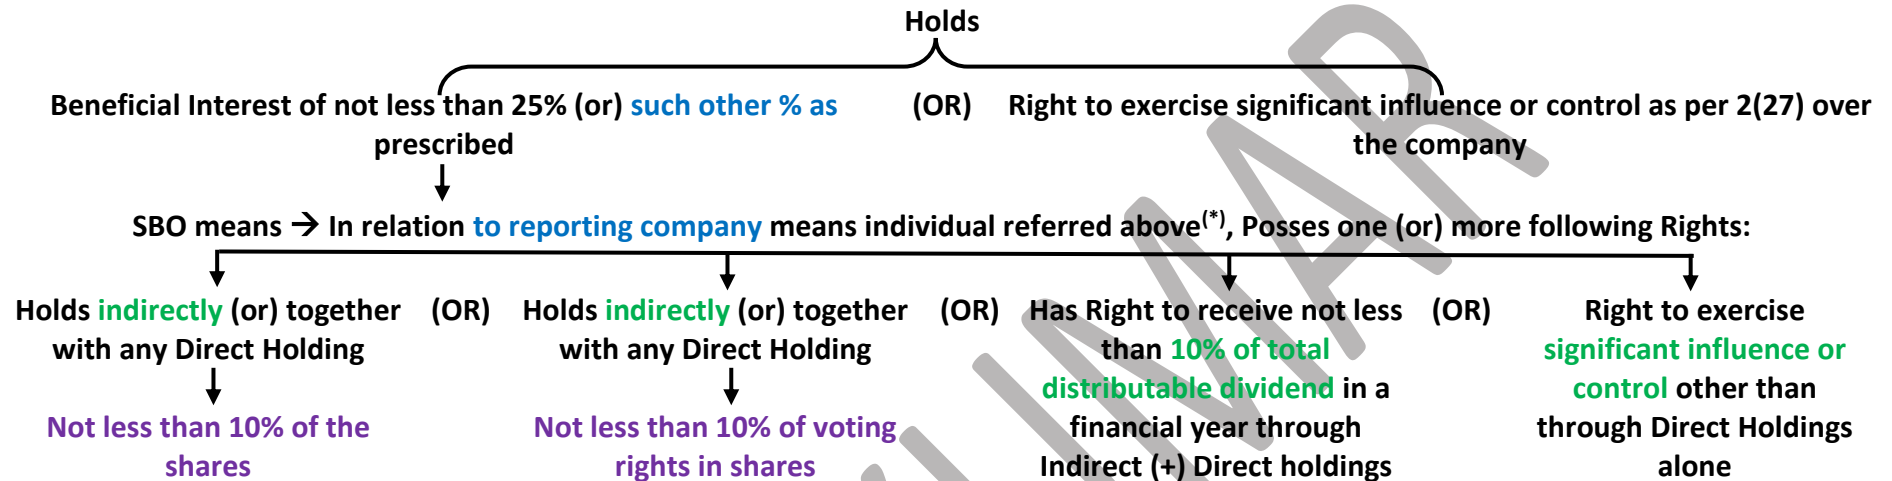 Holds
Beneficial Interest of not less than 25% (or) such other % as (OR) Right to exercise significant influence or control as per 2(27) over
prescribed the company
SBO means → In relation to reporting company means individual referred above(*), Posses one (or) more following Rights:
Holds indirectly (or) together (OR) Holds indirectly (or) together (OR) Has Right to receive not less (OR) Right to exercise
with any Direct Holding with any Direct Holding than 10% of total significant influence or
distributable dividend in a control other than
Not less than 10% of the Not less than 10% of voting financial year through through Direct Holdings
shares rights in shares Indirect (+) Direct holdings alone